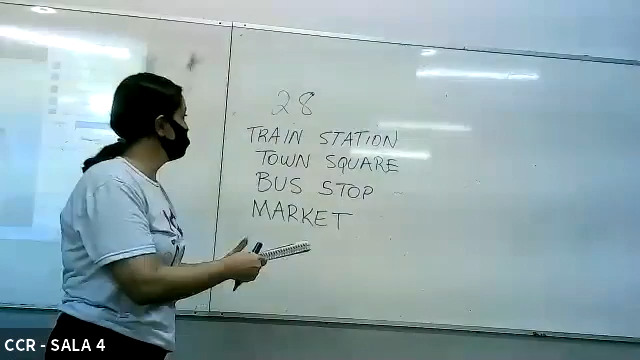 28
TRAIN STATION
TOWN SQUARE
BUS STOP
MARKET
CCR - SALA 4